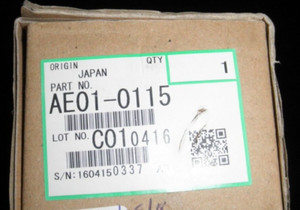 ORIGIN QTY
JAPAN 1
PART NO.
AE01-0115
LOT NO. C010416
S/N:1604150337